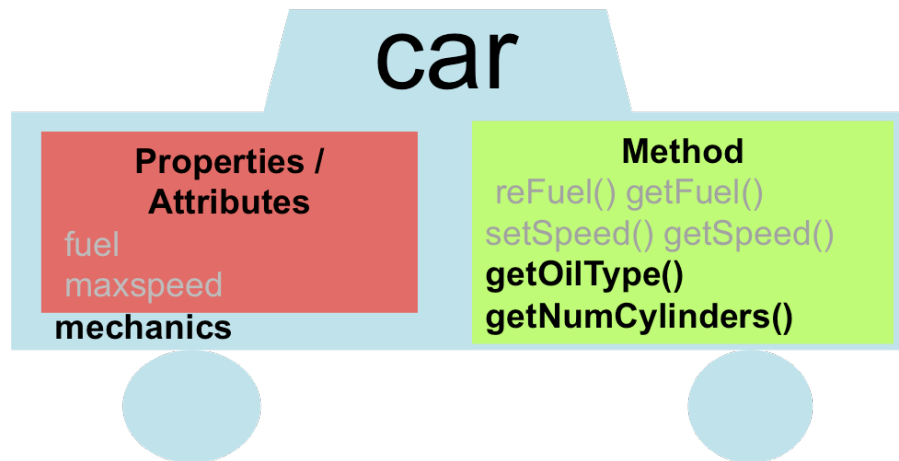 car
Properties /
Attributes
fuel
maxspeed
mechanics
Method
reFuel() getFuel()
setSpeed() getSpeed()
getOilType()
getNumCylinders()